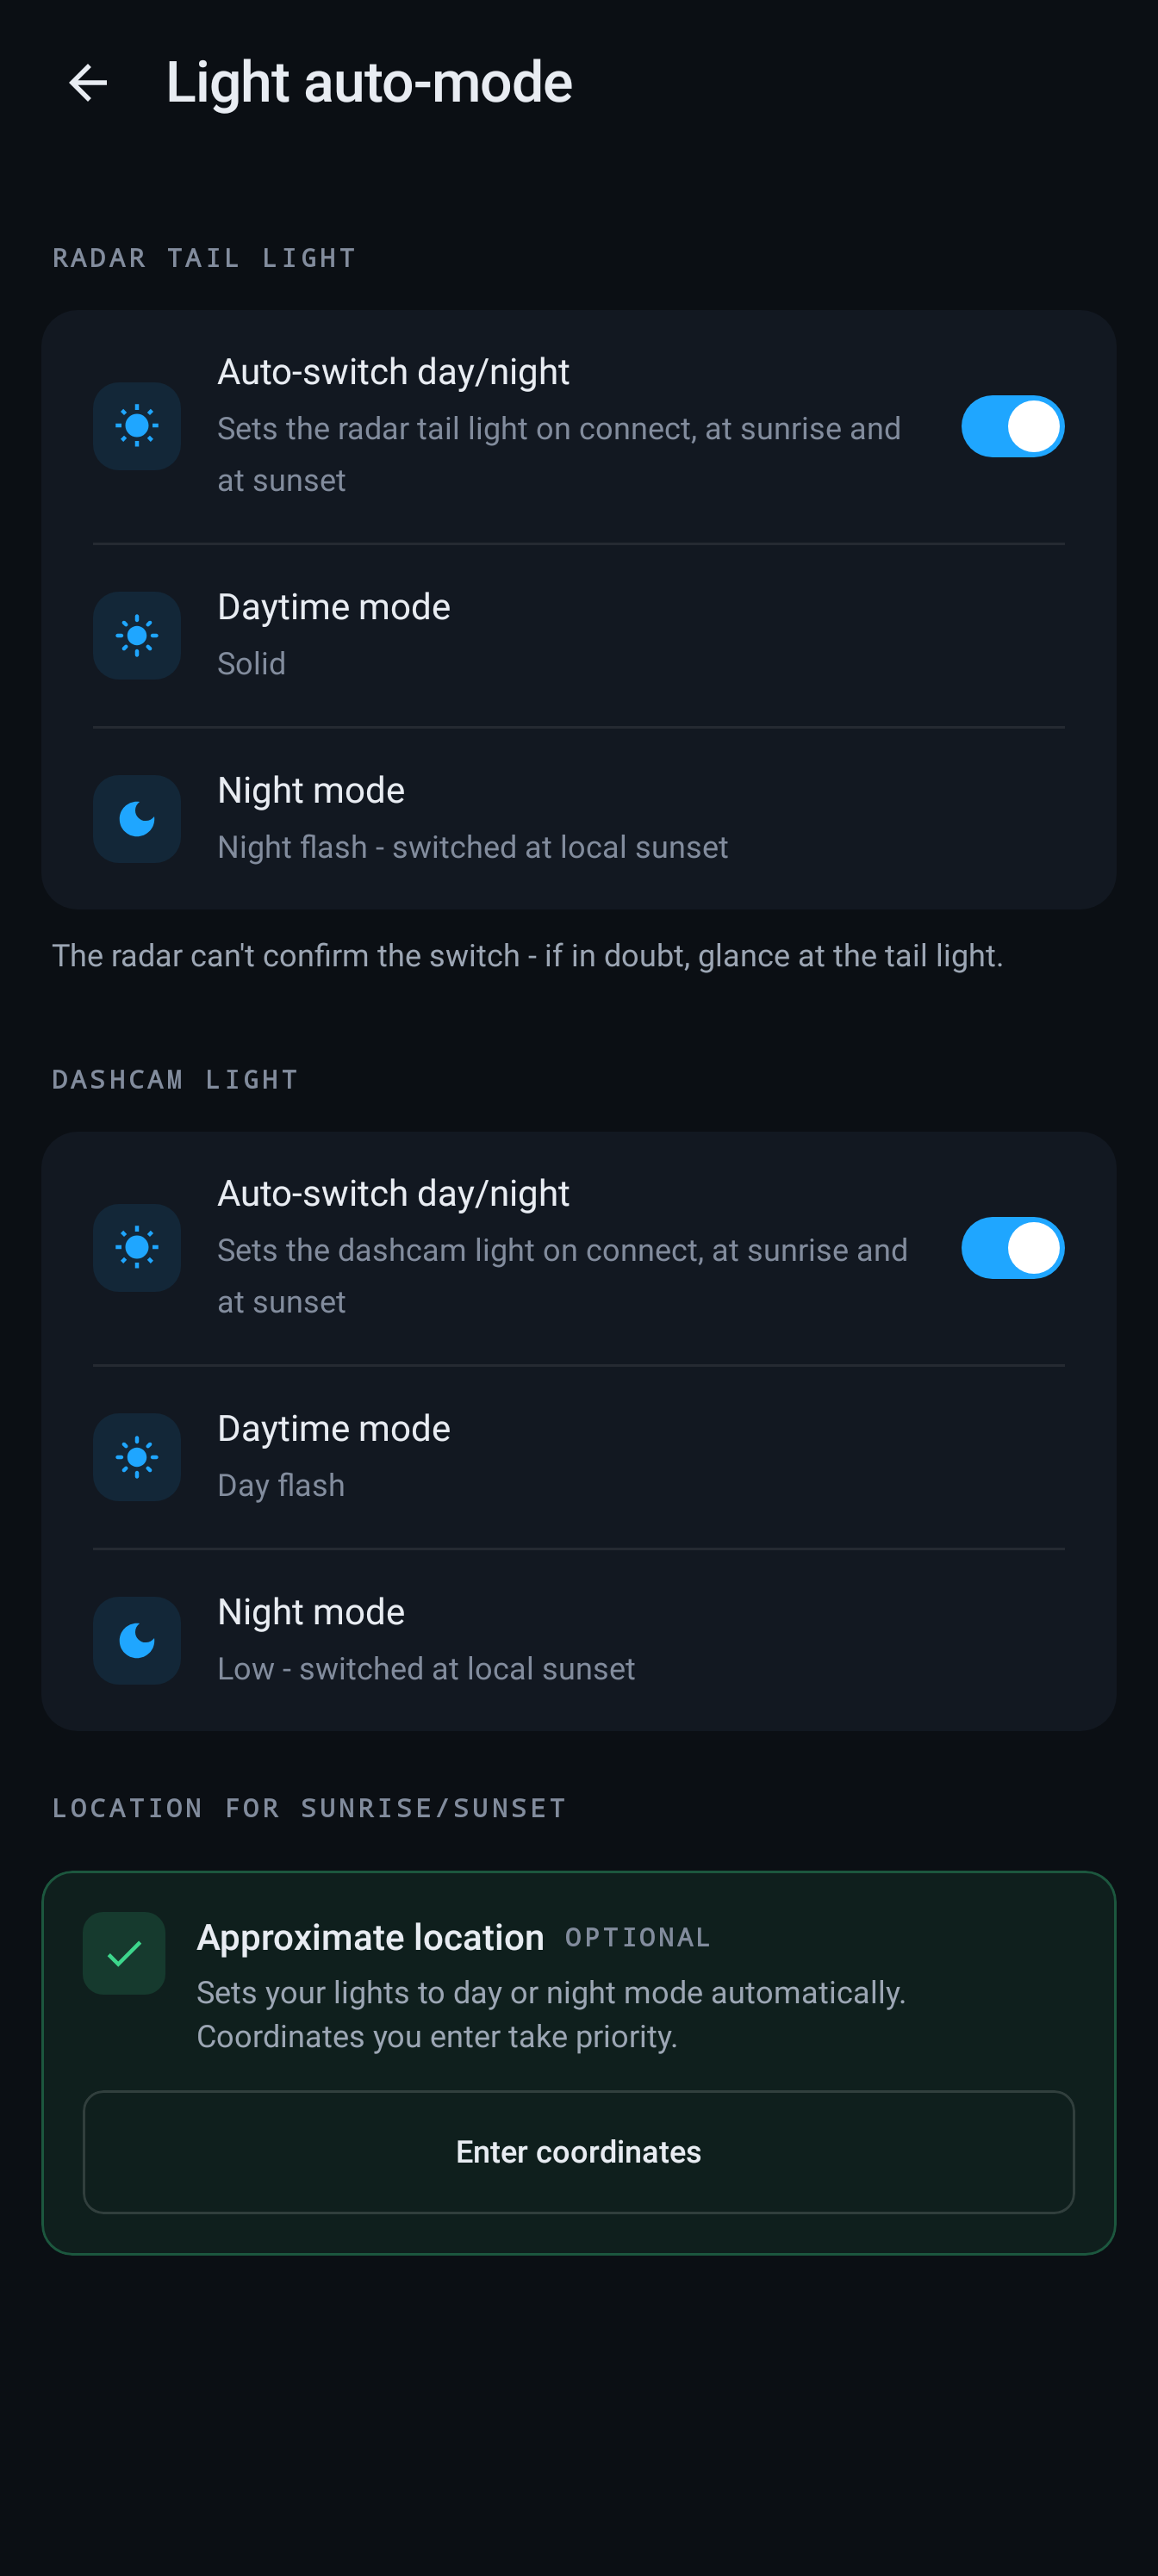 Light auto-mode
RADAR TAIL LIGHT
Auto-switch day/night
Sets the radar tail light on connect, at sunrise and
at sunset
Daytime mode
Solid
Night mode
Night flash - switched at local sunset
The radar can't confirm the switch - if in doubt, glance at the tail light.
DASHCAM LIGHT
Auto-switch day/night
Sets the dashcam light on connect, at sunrise and
at sunset
Daytime mode
Day flash
Night mode
Low - switched at local sunset
LOCATION FOR SUNRISE/SUNSET
Approximate location OPTIONAL
Sets your lights to day or night mode automatically.
Coordinates you enter take priority.
Enter coordinates